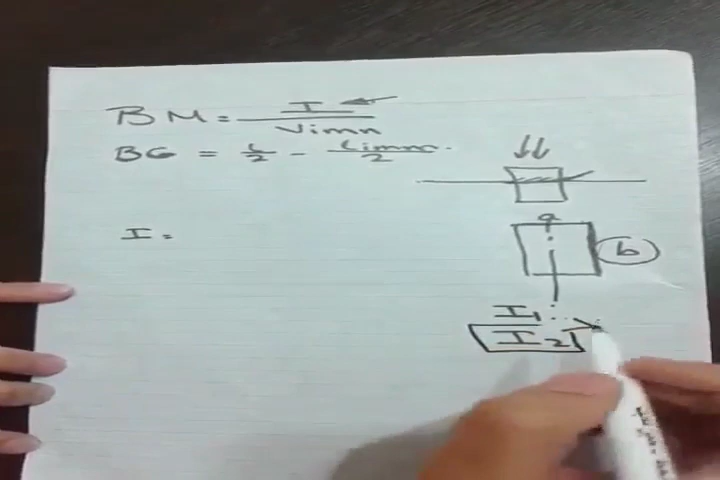 BM = I / Vimm
BG = L/2 - Limm/2
I =
a
b
I1
I2